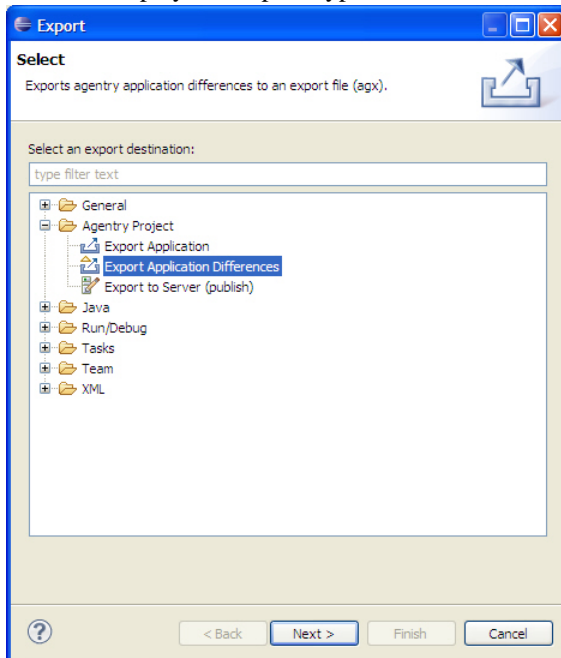 Export
Select
Exports agentry application differences to an export file (agx).
Select an export destination:
type filter text
General
Agentry Project
Export Application
Export Application Differences
Export to Server (publish)
Java
Run/Debug
Tasks
Team
XML
< Back
Next >
Finish
Cancel